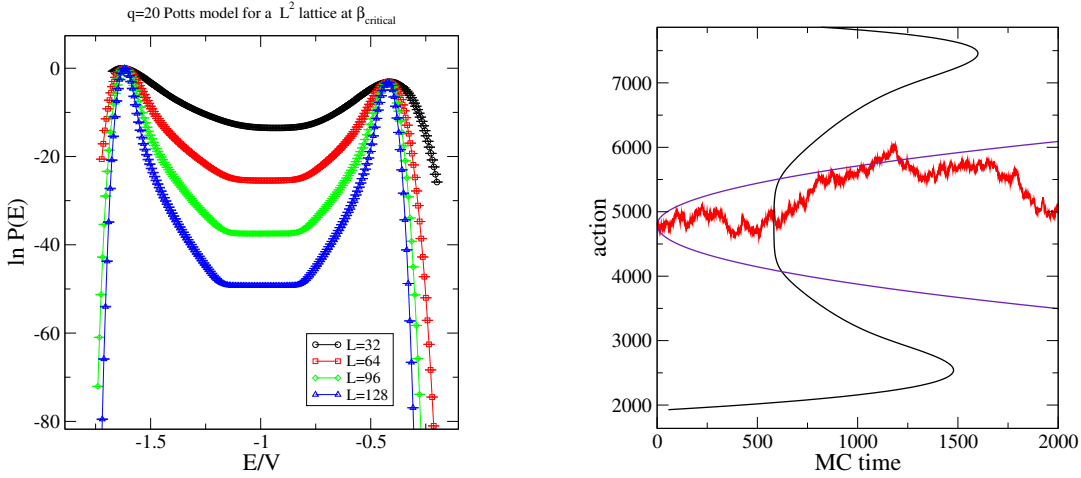 q=20 Potts model for a L² lattice at β_critical
0
-20
-40
-60
-80
ln P(E)
-1.5
-1
-0.5
E/V
L=32
L=64
L=96
L=128
7000
6000
5000
4000
3000
2000
action
0
500
1000
1500
2000
MC time